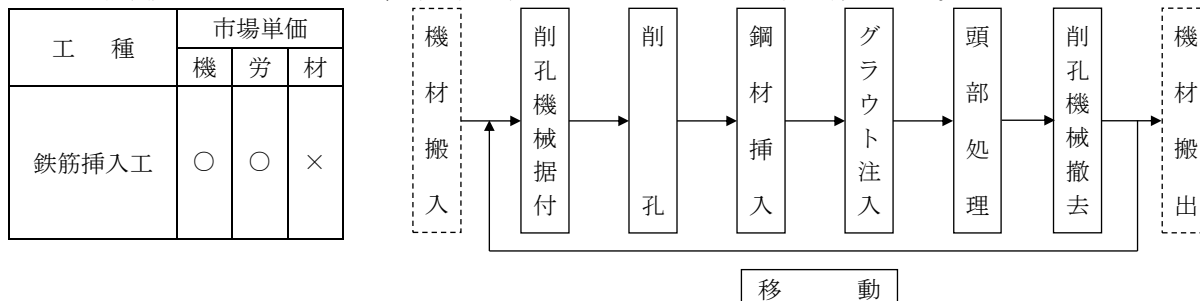 工 種
市場単価
機 労 材
鉄筋挿入工 ○ ○ ×
機材搬入
削孔機械据付
削孔
鋼材挿入
グラウト注入
頭部処理
削孔機械撤去
機材搬出
移 動